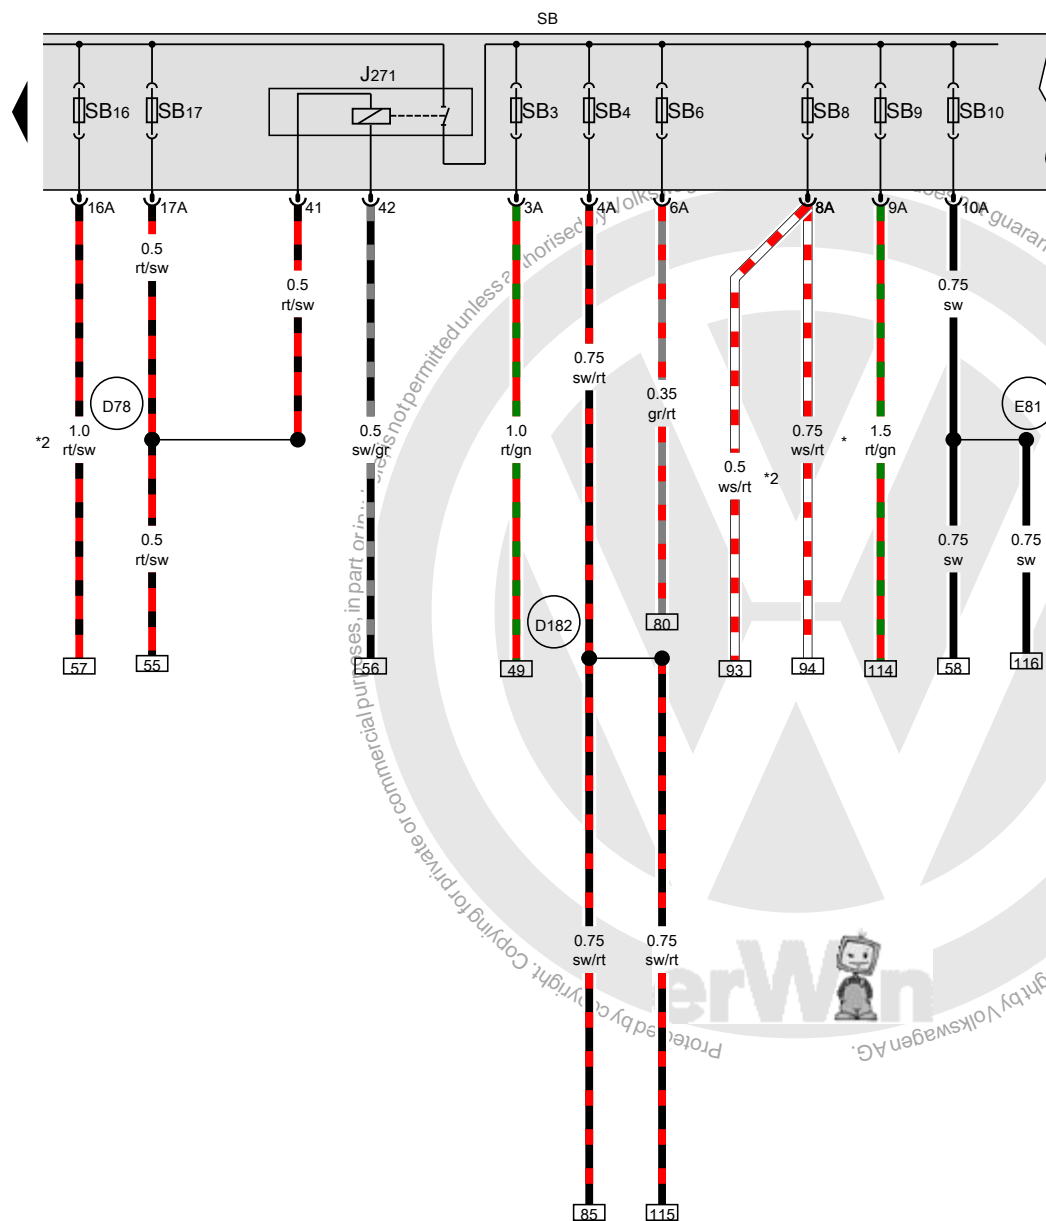 SB
J271
SB16
SB17
SB3
SB4
SB6
SB8
SB9
SB10
16A
17A
41
42
3A
4A
6A
8A
9A
10A
0.5
rt/sw
0.5
rt/sw
0.75
sw
0.75
sw/rt
0.35
gr/rt
D78
E81
*2
1.0
rt/sw
0.5
sw/gr
1.0
rt/gn
0.75
ws/rt
*
1.5
rt/gn
0.5
ws/rt
*2
0.5
rt/sw
0.75
sw
0.75
sw
D182
80
57
55
56
49
93
94
114
58
116
0.75
sw/rt
0.75
sw/rt
85
115
Protected by copyright. Copying for private or commercial purposes, in part or in
is not permitted unless authorised by Volkswagen
does
guaran
ght by Volkswagen AG.
erWin